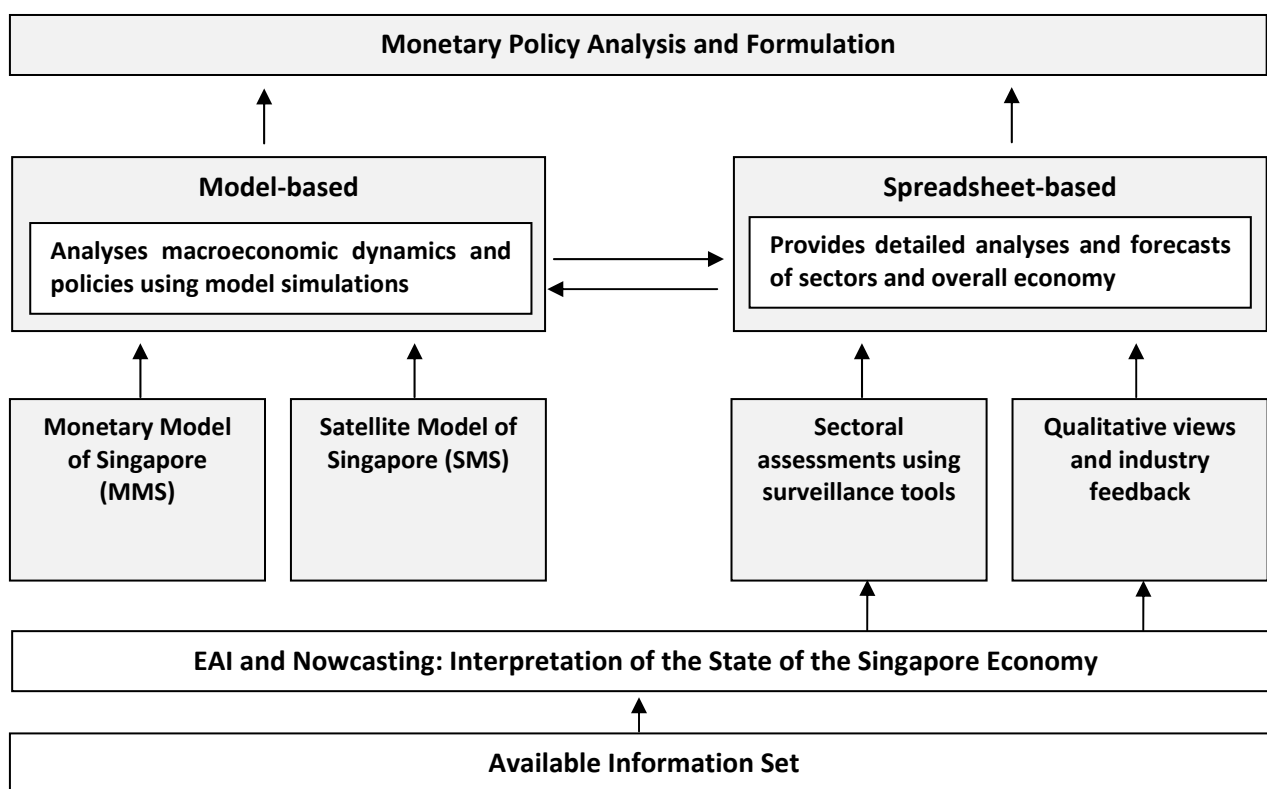 Monetary Policy Analysis and Formulation
Model-based
Analyses macroeconomic dynamics and
policies using model simulations
Spreadsheet-based
Provides detailed analyses and forecasts
of sectors and overall economy
Monetary Model
of Singapore
(MMS)
Satellite Model of
Singapore (SMS)
Sectoral
assessments using
surveillance tools
Qualitative views
and industry
feedback
EAI and Nowcasting: Interpretation of the State of the Singapore Economy
Available Information Set